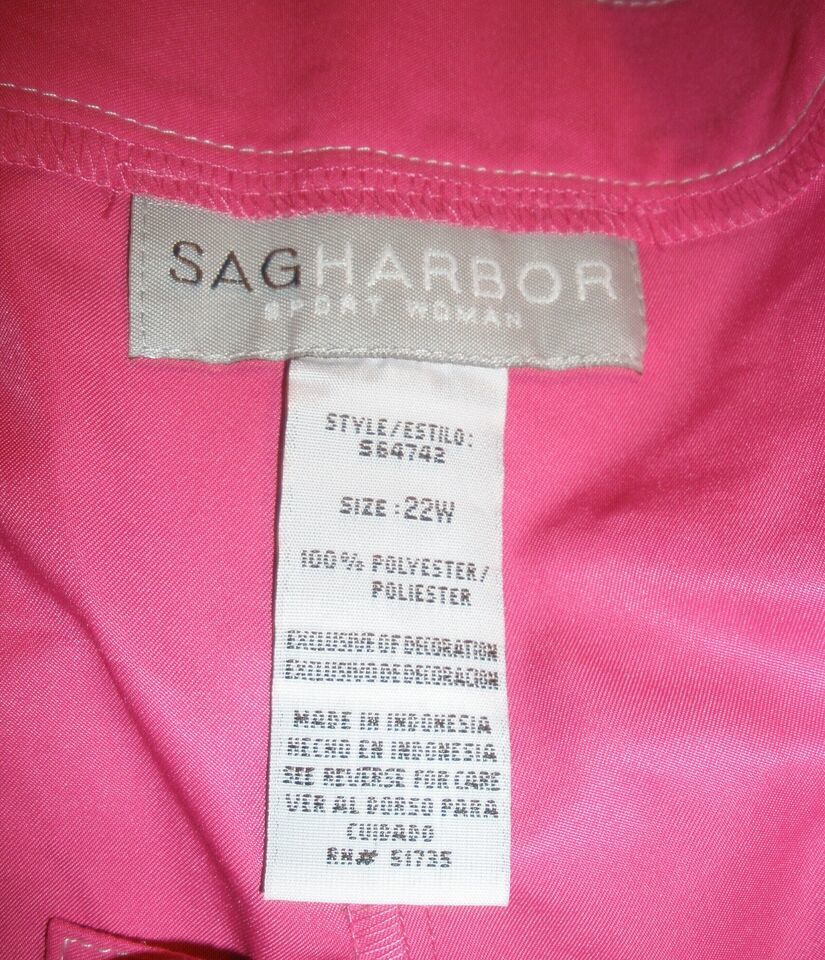 SAGHARBOR
SPORT WOMAN
STYLE/ESTILO:
S64742
SIZE : 22W
100% POLYESTER/
POLIESTER
EXCLUSIVE OF DECORATION
EXCLUSIVO DE DECORACION
MADE IN INDONESIA
HECHO EN INDONESIA
SEE REVERSE FOR CARE
VER AL DORSO PARA
CUIDADO
RN# 51735